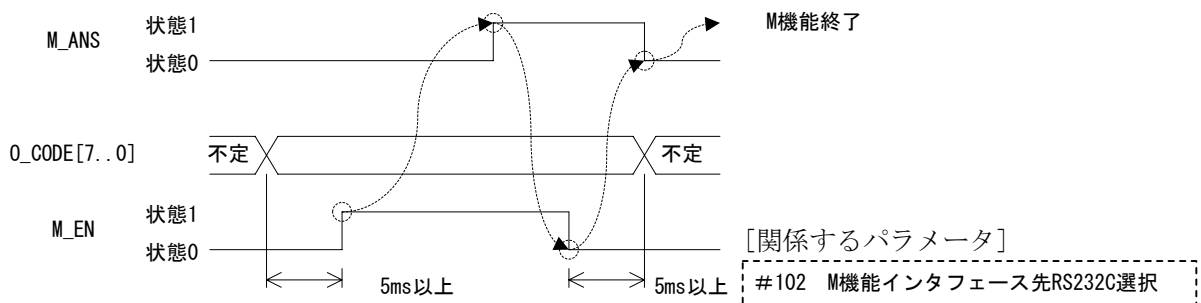 M_ANS
状態1
状態0
M機能終了
O_CODE[7..0]
不定
不定
M_EN
状態1
状態0
5ms以上
5ms以上
[関係するパラメータ]
#102 M機能インタフェース先RS232C選択